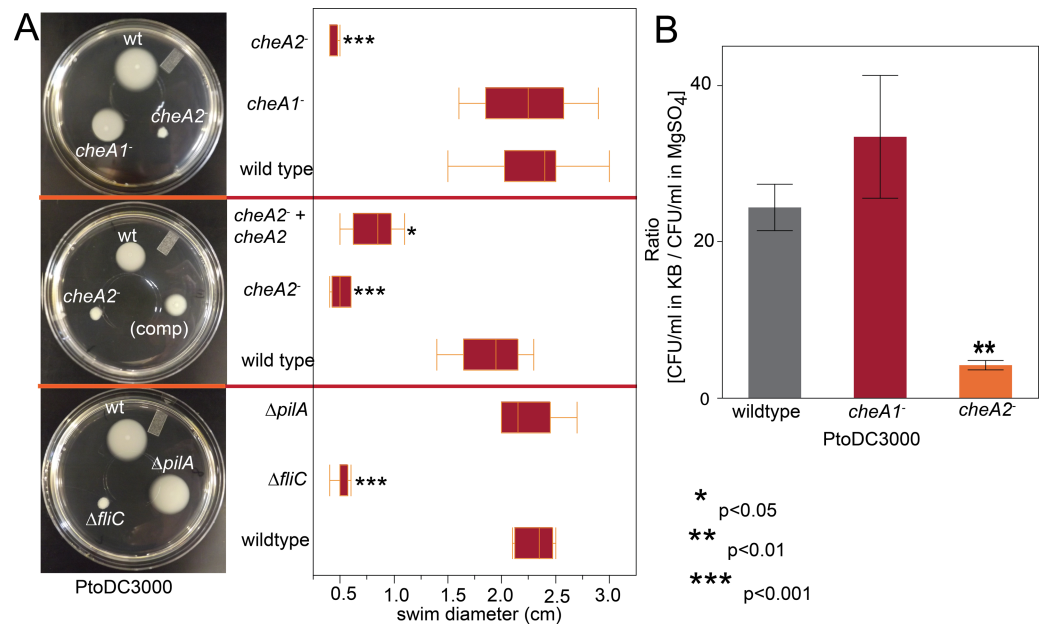 A
wt
cheA2-
cheA1-
wt
cheA2-
"
(comp)
wt
ΔpilA
ΔfliC
PtoDC3000
cheA2-
***
cheA1-
wild type
cheA2- +
cheA2
*
cheA2-
***
wild type
ΔpilA
ΔfliC
***
wildtype
0.5 1.0 1.5 2.0 2.5 3.0
swim diameter (cm)
B
Ratio
[CFU/ml in KB / CFU/ml in MgSO4]
40
20
0
**
wildtype cheA1- cheA2-
PtoDC3000
* p<0.05
** p<0.01
*** p<0.001